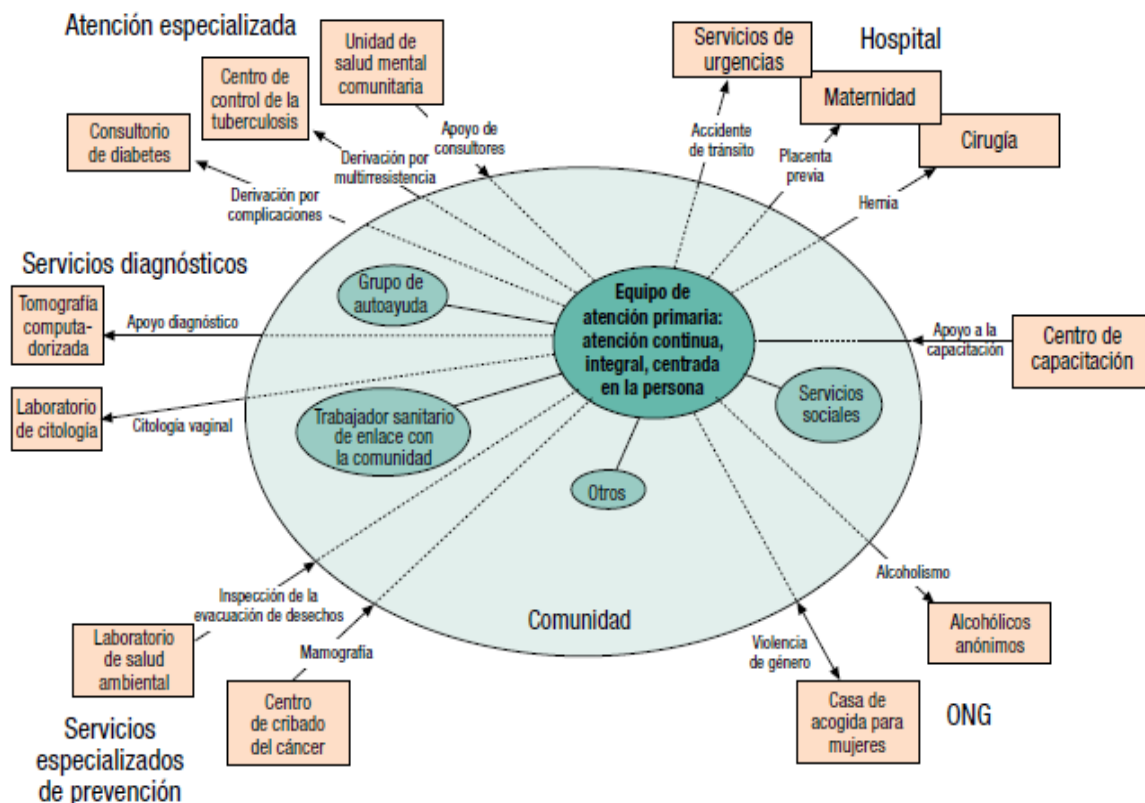 Atención especializada
Unidad de
salud mental
comunitaria
Centro de
control de la
tuberculosis
Consultorio
de diabetes
Apoyo de
consultores
Derivación por
multirresistencia
Derivación por
complicaciones
Servicios de
urgencias
Hospital
Maternidad
Cirugía
Accidente
de tránsito
Placenta
previa
Hernia
Servicios diagnósticos
Tomografía
computa-
dorizada
Apoyo diagnóstico
Laboratorio
de citología
Citología vaginal
Grupo de
autoayuda
Equipo de
atención primaria:
atención continua,
integral, centrada
en la persona
Trabajador sanitario
de enlace con
la comunidad
Otros
Servicios
sociales
Apoyo a la
capacitación
Centro de
capacitación
Comunidad
Inspección de la
evacuación de desechos
Laboratorio
de salud
ambiental
Mamografía
Centro
de cribado
del cáncer
Servicios
especializados
de prevención
Alcoholismo
Alcohólicos
anónimos
Violencia
de género
Casa de
acogida para
mujeres
ONG